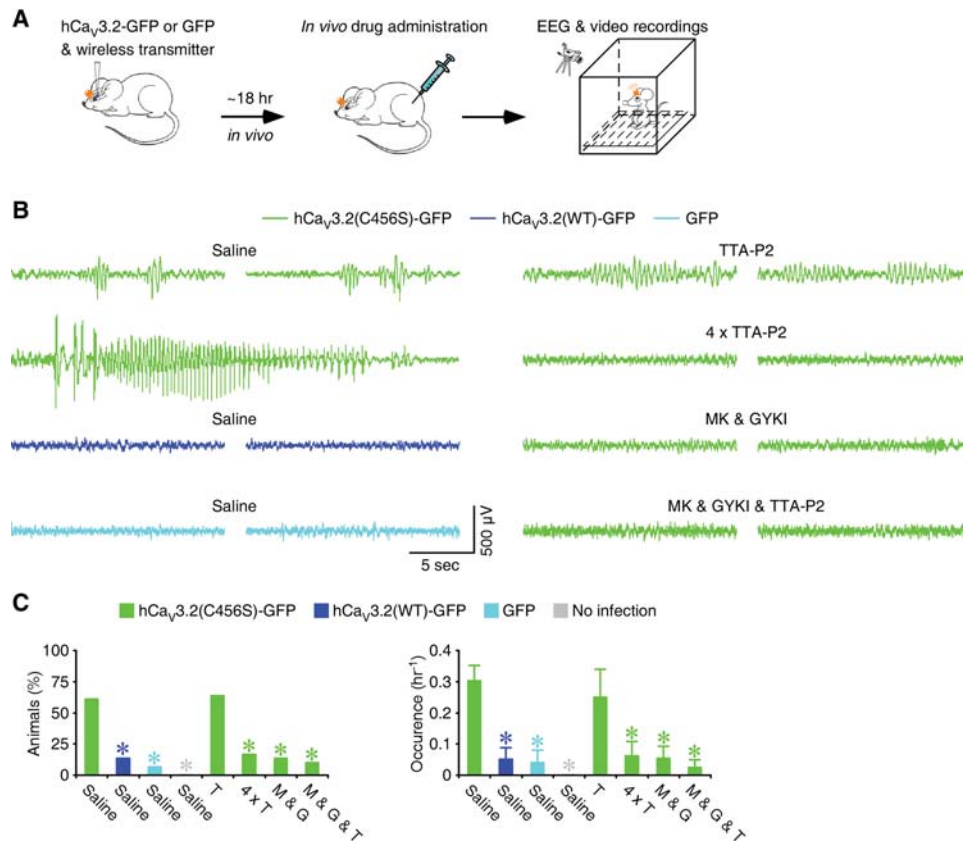 A
hCaV3.2-GFP or GFP
& wireless transmitter
~18 hr
in vivo
In vivo drug administration
EEG & video recordings
B
hCaV3.2(C456S)-GFP hCaV3.2(WT)-GFP GFP
Saline
TTA-P2
4 x TTA-P2
Saline
MK & GYKI
Saline
MK & GYKI & TTA-P2
500 µV
5 sec
C
hCaV3.2(C456S)-GFP hCaV3.2(WT)-GFP GFP No infection
Animals (%)
100
75
50
25
0
* * * * * *
Saline Saline Saline Saline T 4 x T M & G M & G & T
Occurence (hr-1)
0.4
0.3
0.2
0.1
0
* * * * * *
Saline Saline Saline Saline T 4 x T M & G M & G & T